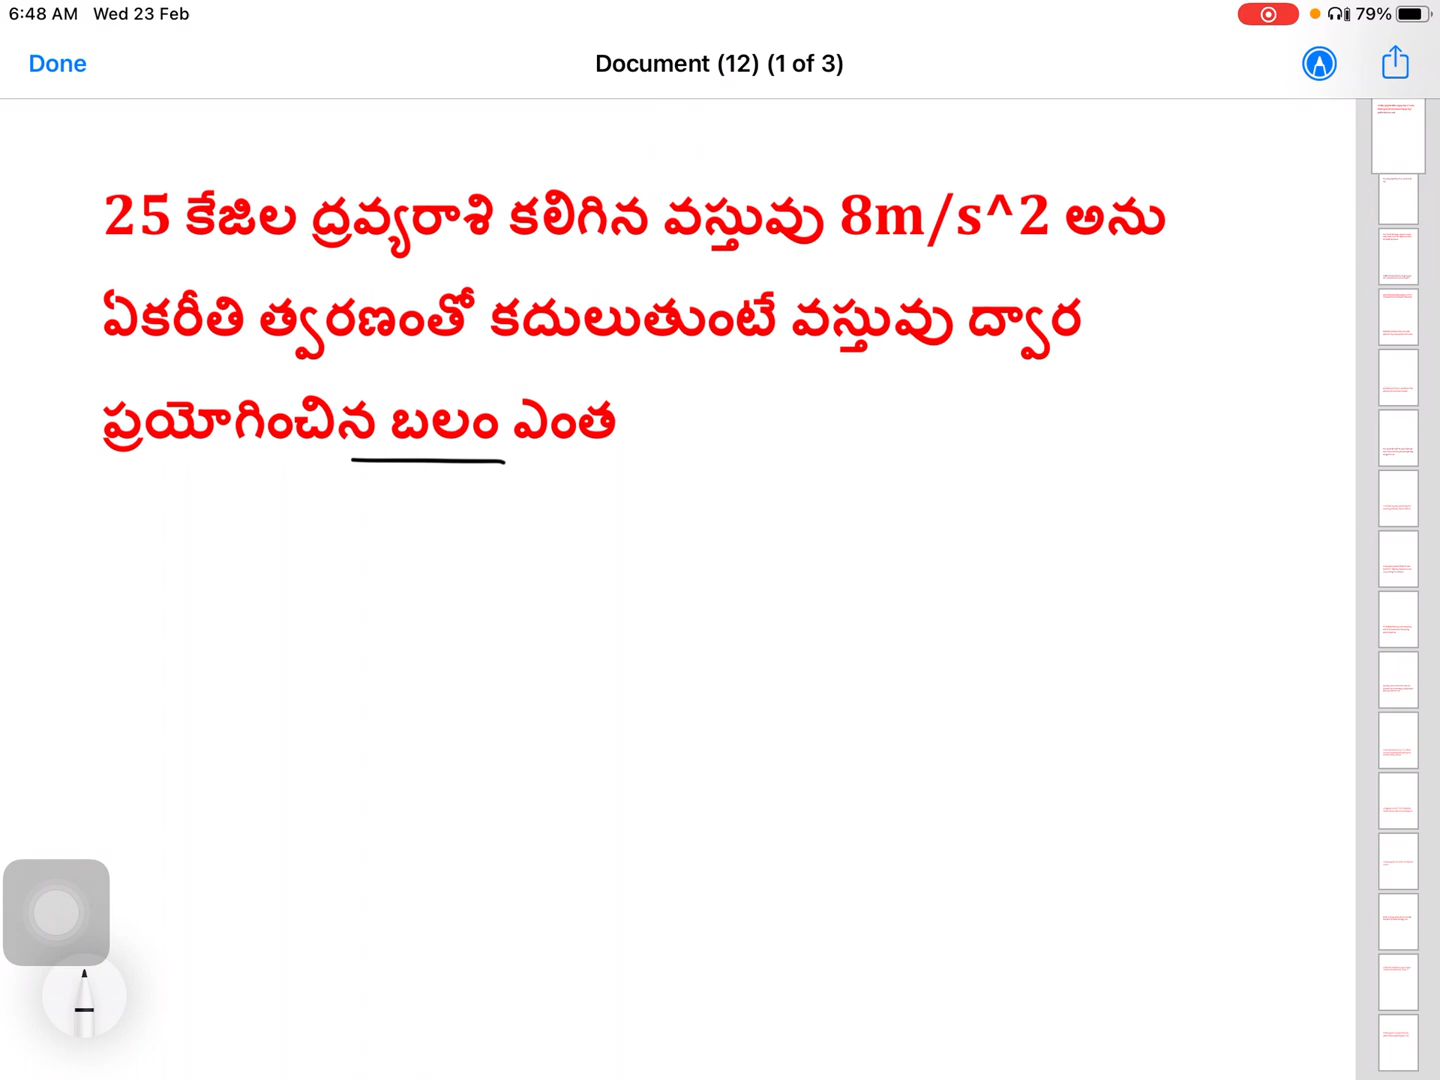 6:48 AM Wed 23 Feb 79%
Done Document (12) (1 of 3)
25 కేజిల ద్రవ్యరాశి కలిగిన వస్తువు 8m/s^2 అను
ఏకరీతి త్వరణంతో కదులుతుంటే వస్తువు ద్వార
ప్రయోగించిన బలం ఎంత